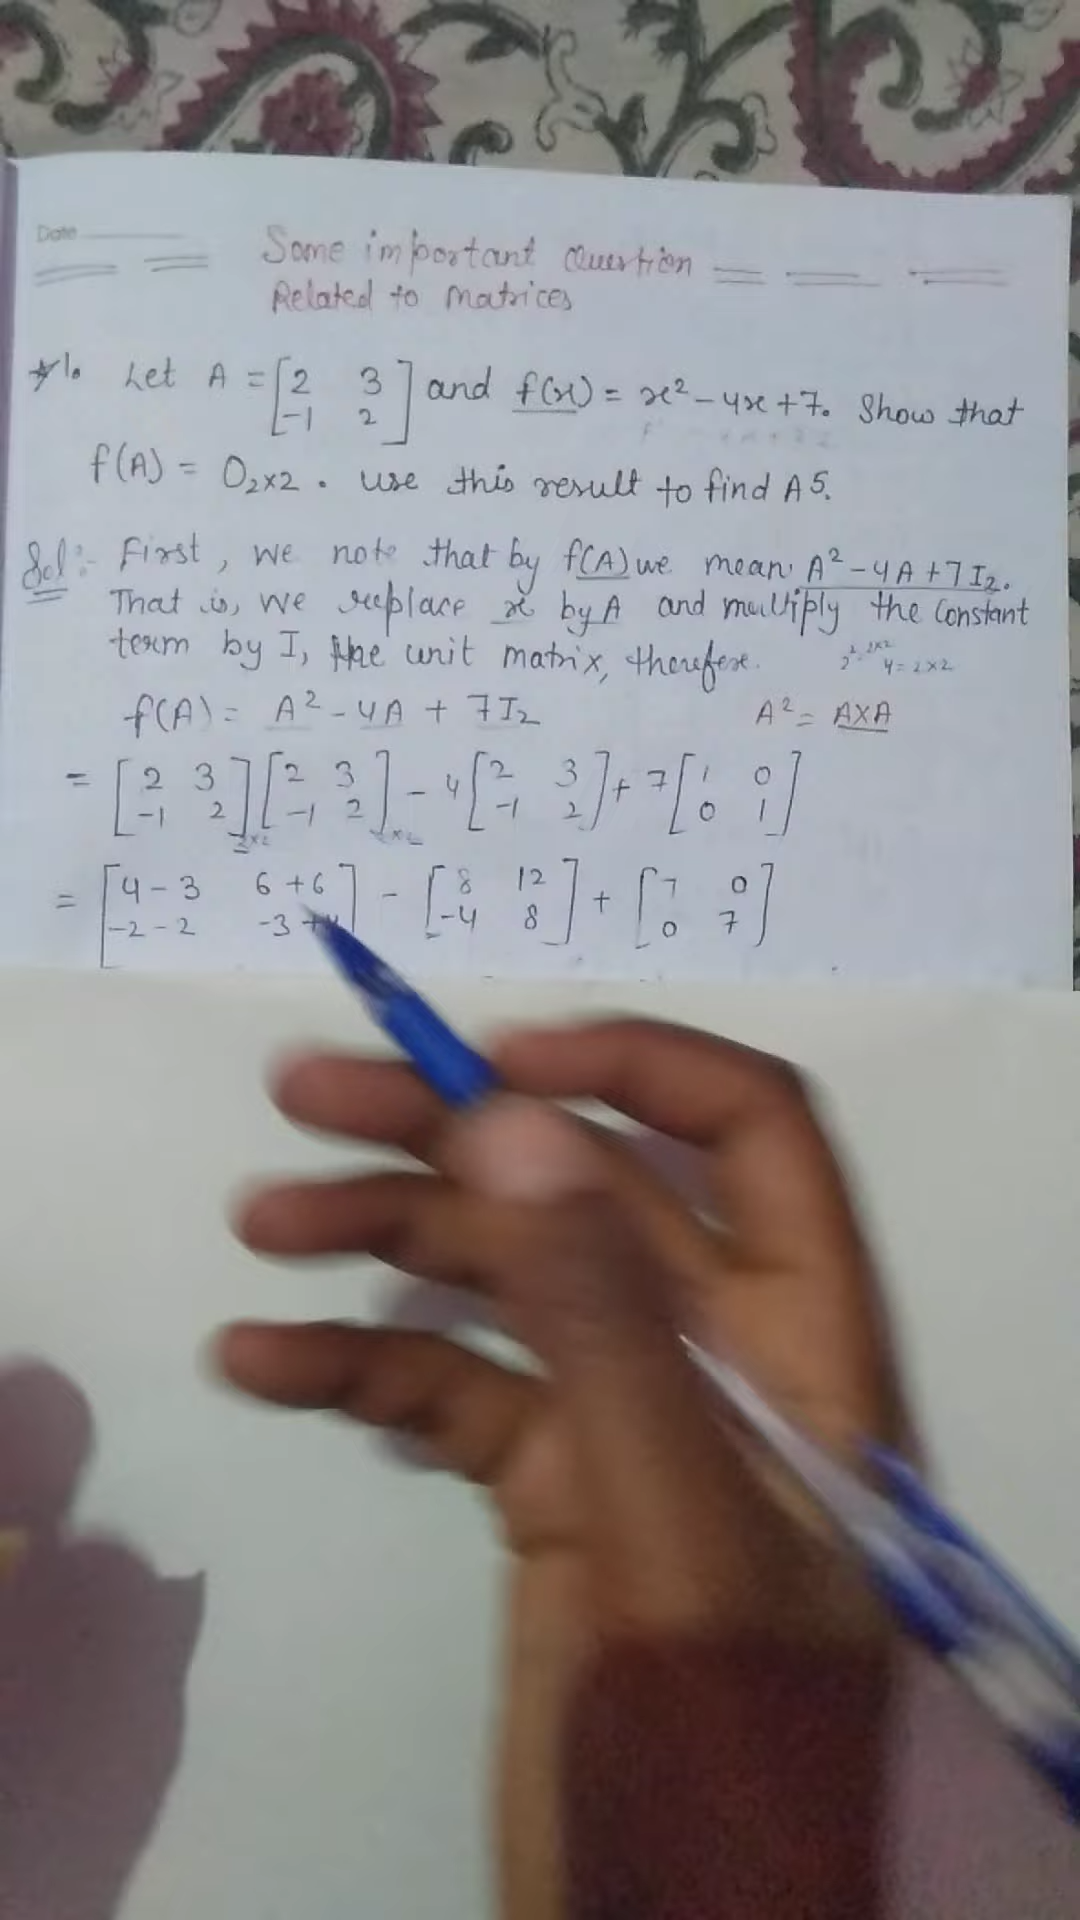 Date
Some important Question
Related to matrices
*1. Let A = [2 3 -1 2] and f(x) = x² - 4x + 7. Show that
f(A) = O₂ₓ₂. use this result to find A5.
Sol:- First, we note that by f(A) we mean A² - 4A + 7I₂.
That is, we replace x by A and multiply the constant
term by I, the unit matrix, therefore.
4 = 2×2
f(A) = A² - 4A + 7I₂ A² = A×A
= [2 3 -1 2] [2 3 -1 2] - 4 [2 3 -1 2] + 7 [1 0 0 1]
= [4-3 6+6 -2-2 -3+4] - [8 12 -4 8] + [7 0 0 7]